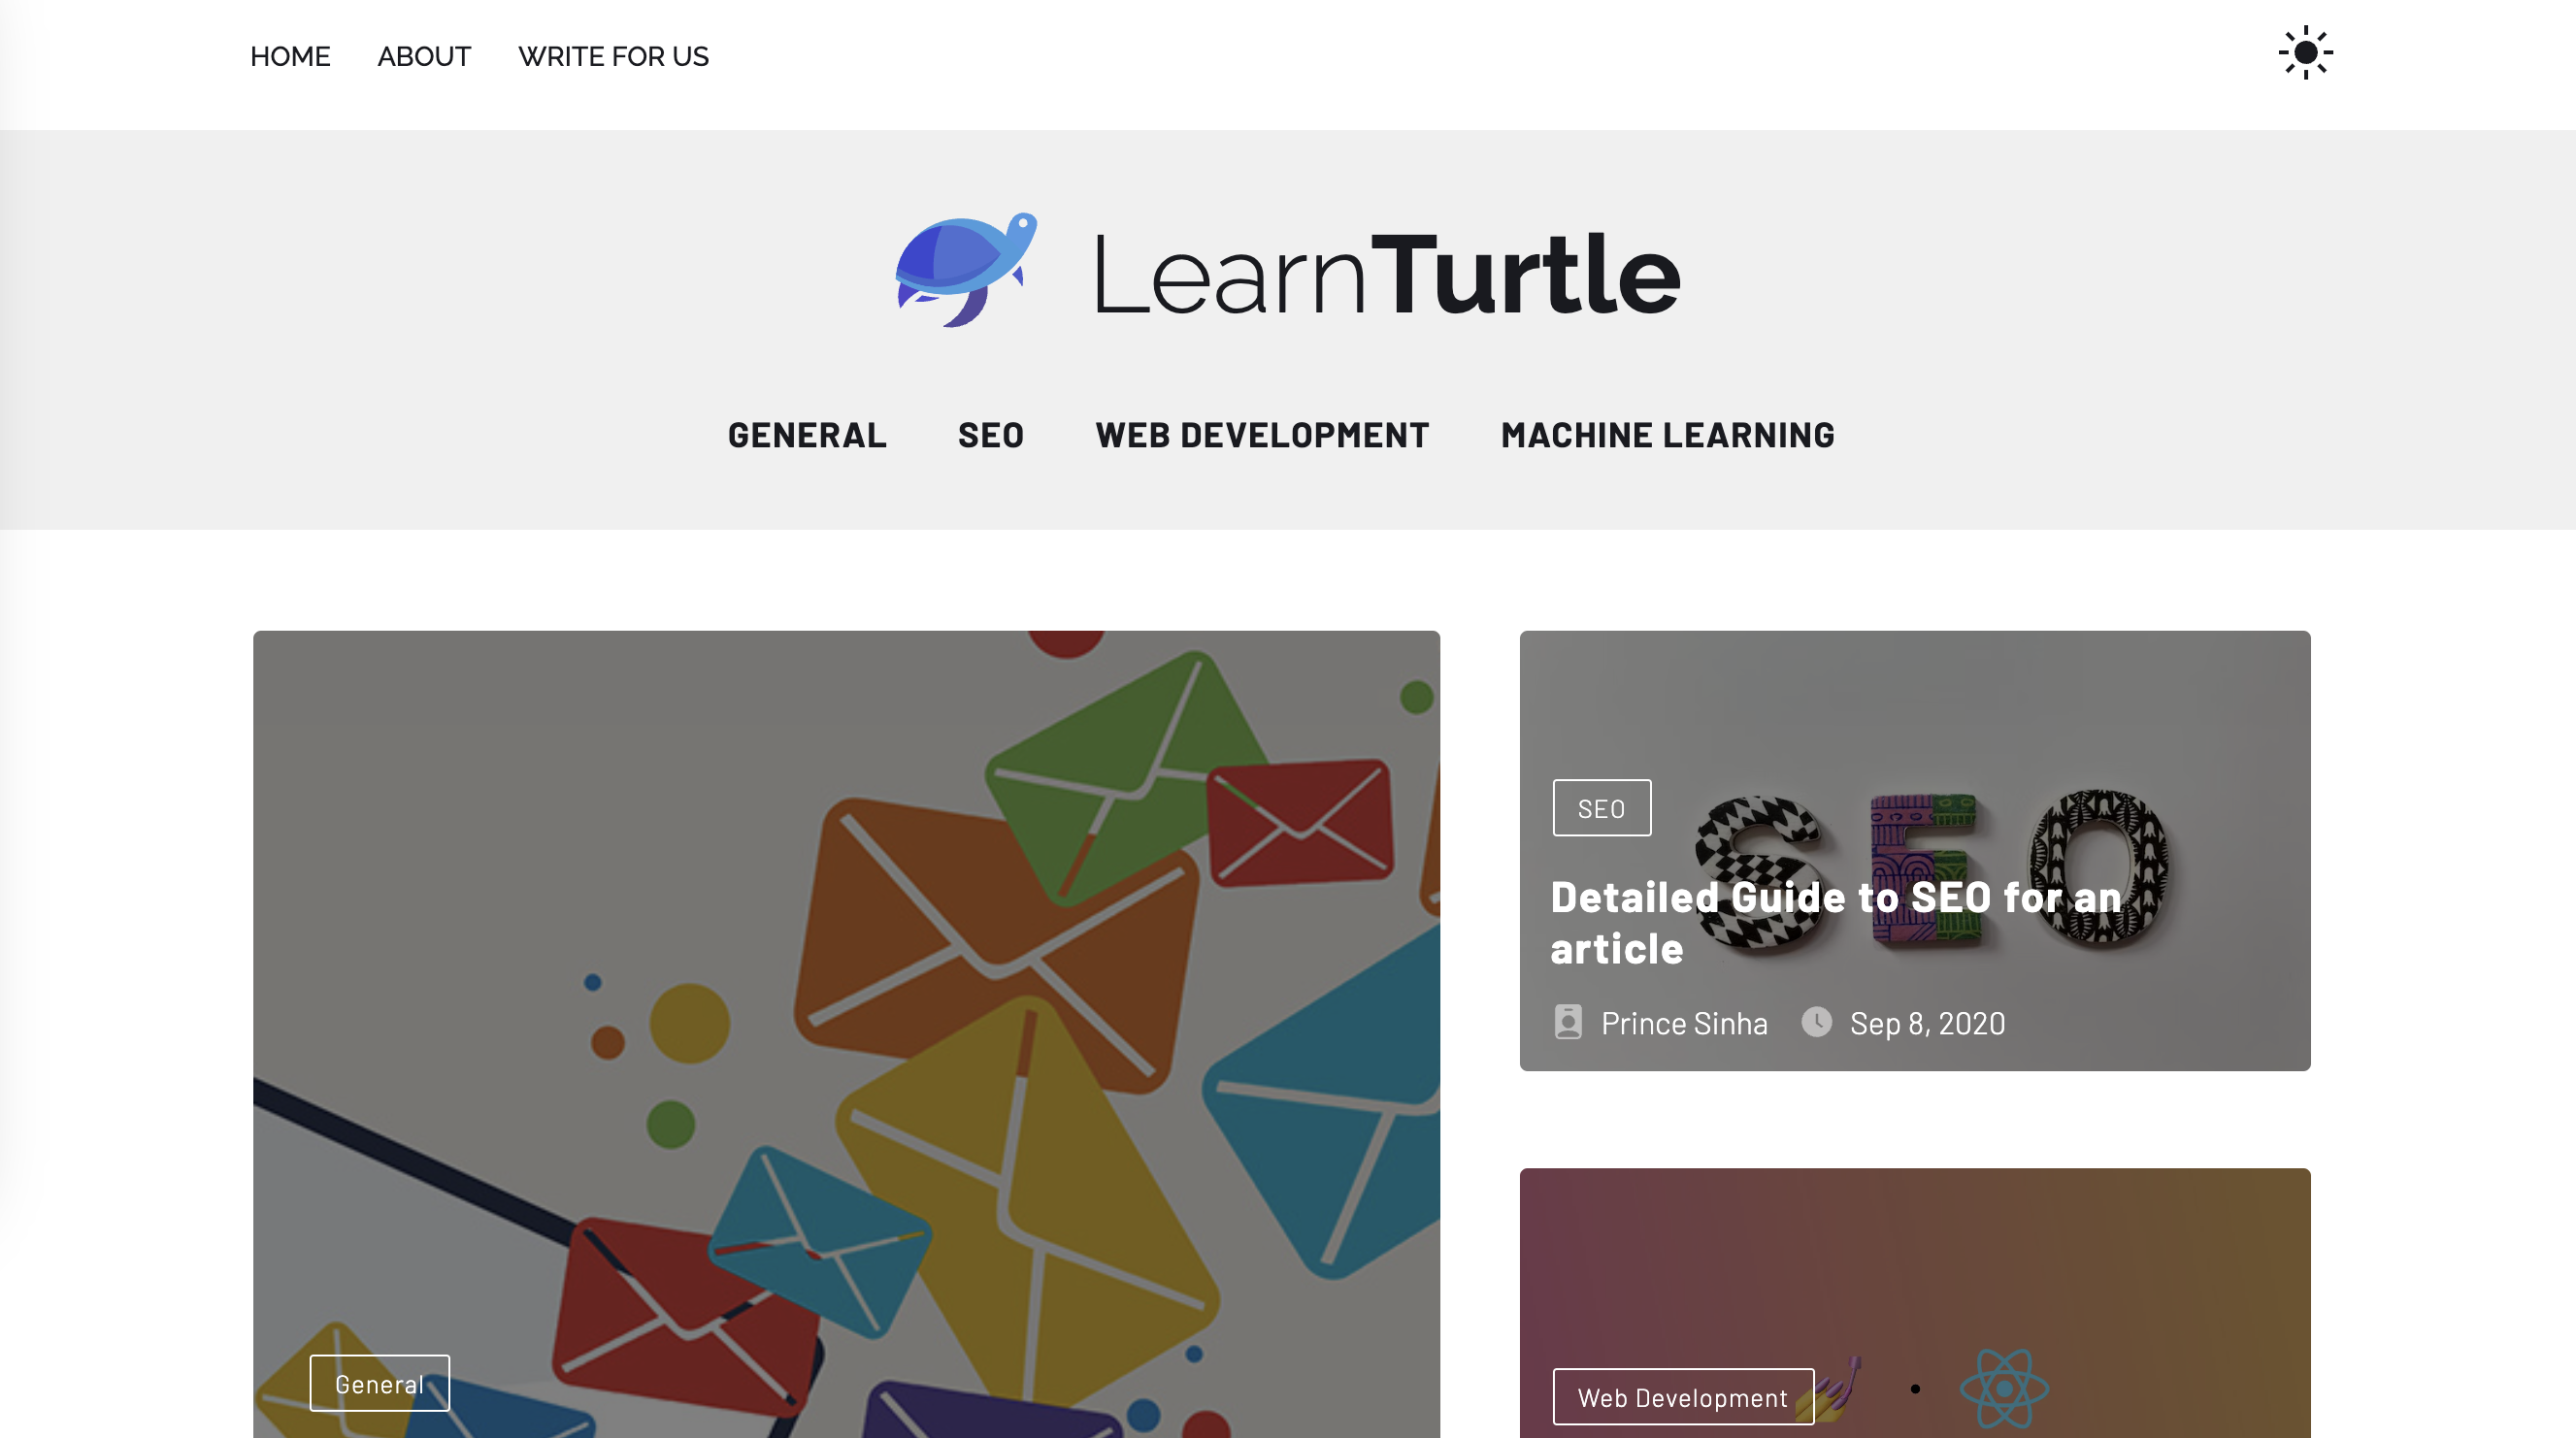 HOME ABOUT WRITE FOR US
LearnTurtle
GENERAL SEO WEB DEVELOPMENT MACHINE LEARNING
General
SEO
SEO
Detailed Guide to SEO for an
article
Prince Sinha Sep 8, 2020
Web Development